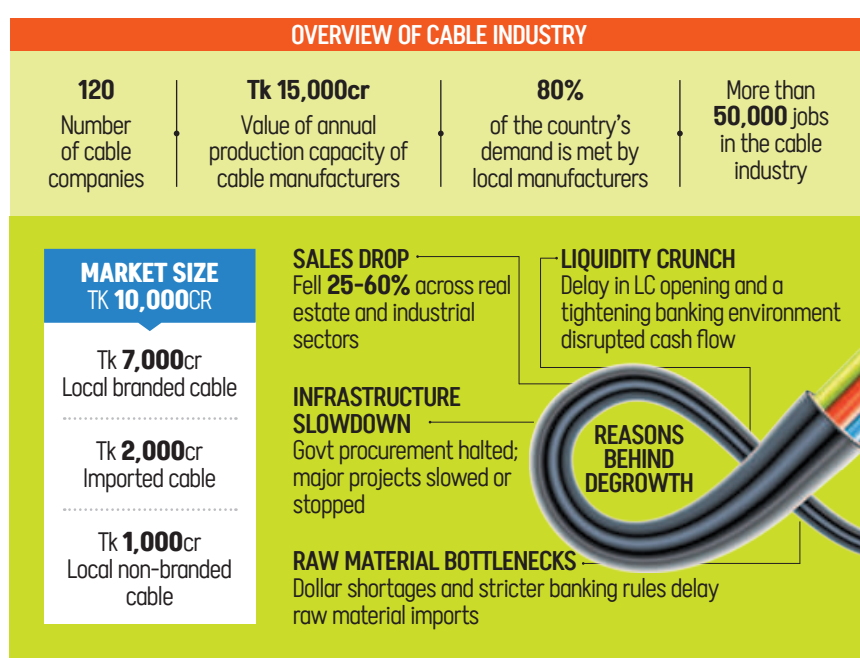 OVERVIEW OF CABLE INDUSTRY
120
Number
of cable
companies
Tk 15,000cr
Value of annual
production capacity of
cable manufacturers
80%
of the country's
demand is met by
local manufacturers
More than
50,000 jobs
in the cable
industry
MARKET SIZE
TK 10,000CR
Tk 7,000cr
Local branded cable
Tk 2,000cr
Imported cable
Tk 1,000cr
Local non-branded
cable
SALES DROP
Fell 25-60% across real
estate and industrial
sectors
LIQUIDITY CRUNCH
Delay in LC opening and a
tightening banking environment
disrupted cash flow
INFRASTRUCTURE
SLOWDOWN
Govt procurement halted;
major projects slowed or
stopped
REASONS
BEHIND
DEGROWTH
RAW MATERIAL BOTTLENECKS
Dollar shortages and stricter banking rules delay
raw material imports